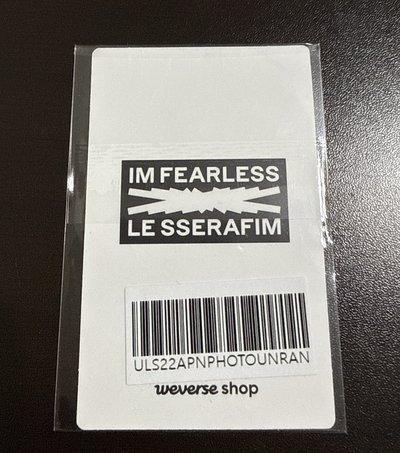 IM FEARLESS
LE SSERAFIM
ULS22APNPHOTOUNRAN
weverse shop